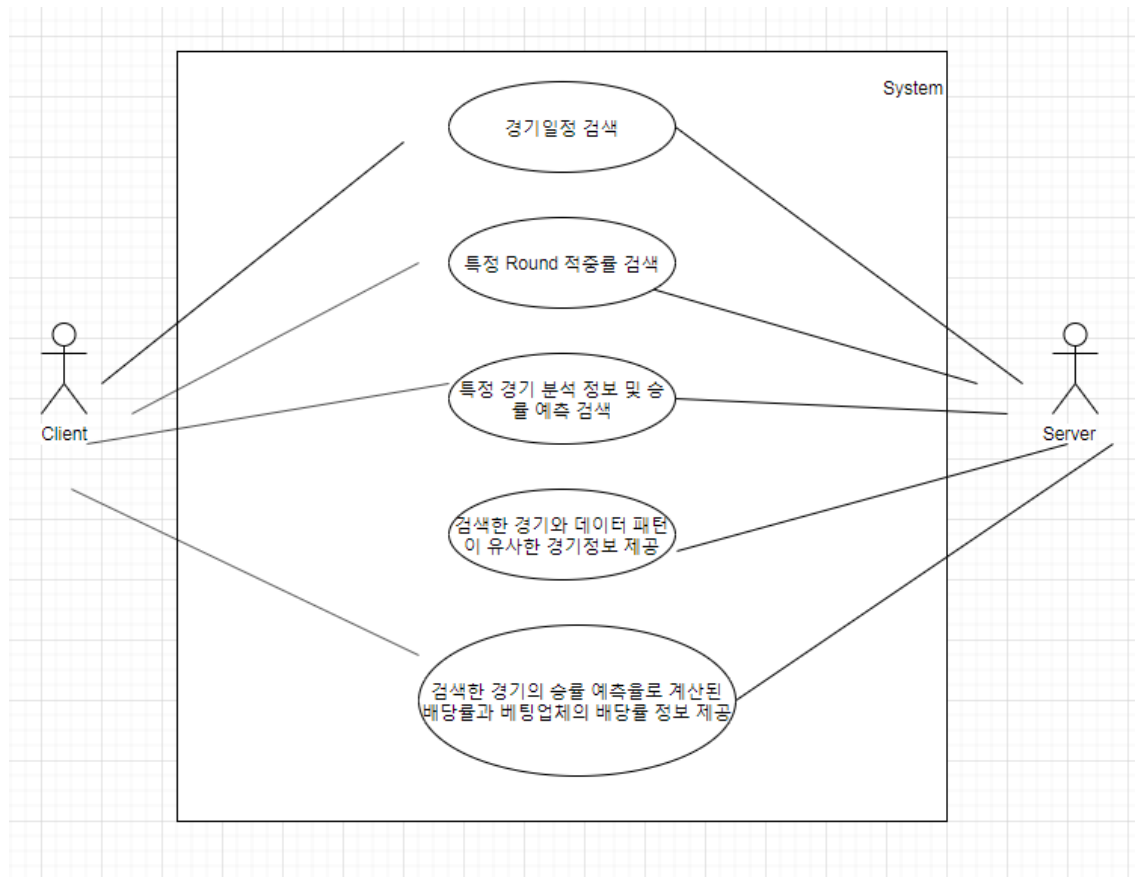 System
경기일정 검색
특정 Round 적중률 검색
특정 경기 분석 정보 및 승
률 예측 검색
Client
Server
검색한 경기와 데이터 패턴
이 유사한 경기정보 제공
검색한 경기의 승률 예측율로 계산된
배당률과 베팅업체의 배당률 정보 제공